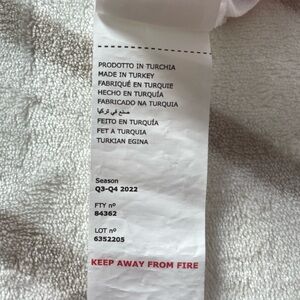 PRODOTTO IN TURCHIA
MADE IN TURKEY
FABRIQUÉ EN TURQUIE
HECHO EN TURQUÍA
FABRICADO NA TURQUIA
صنع في تركيا
FEITO EN TURQUÍA
FET A TURQUIA
TURKIAN EGINA
Season
Q3-Q4 2022
FTY nº
84362
LOT nº
6352205
KEEP AWAY FROM FIRE